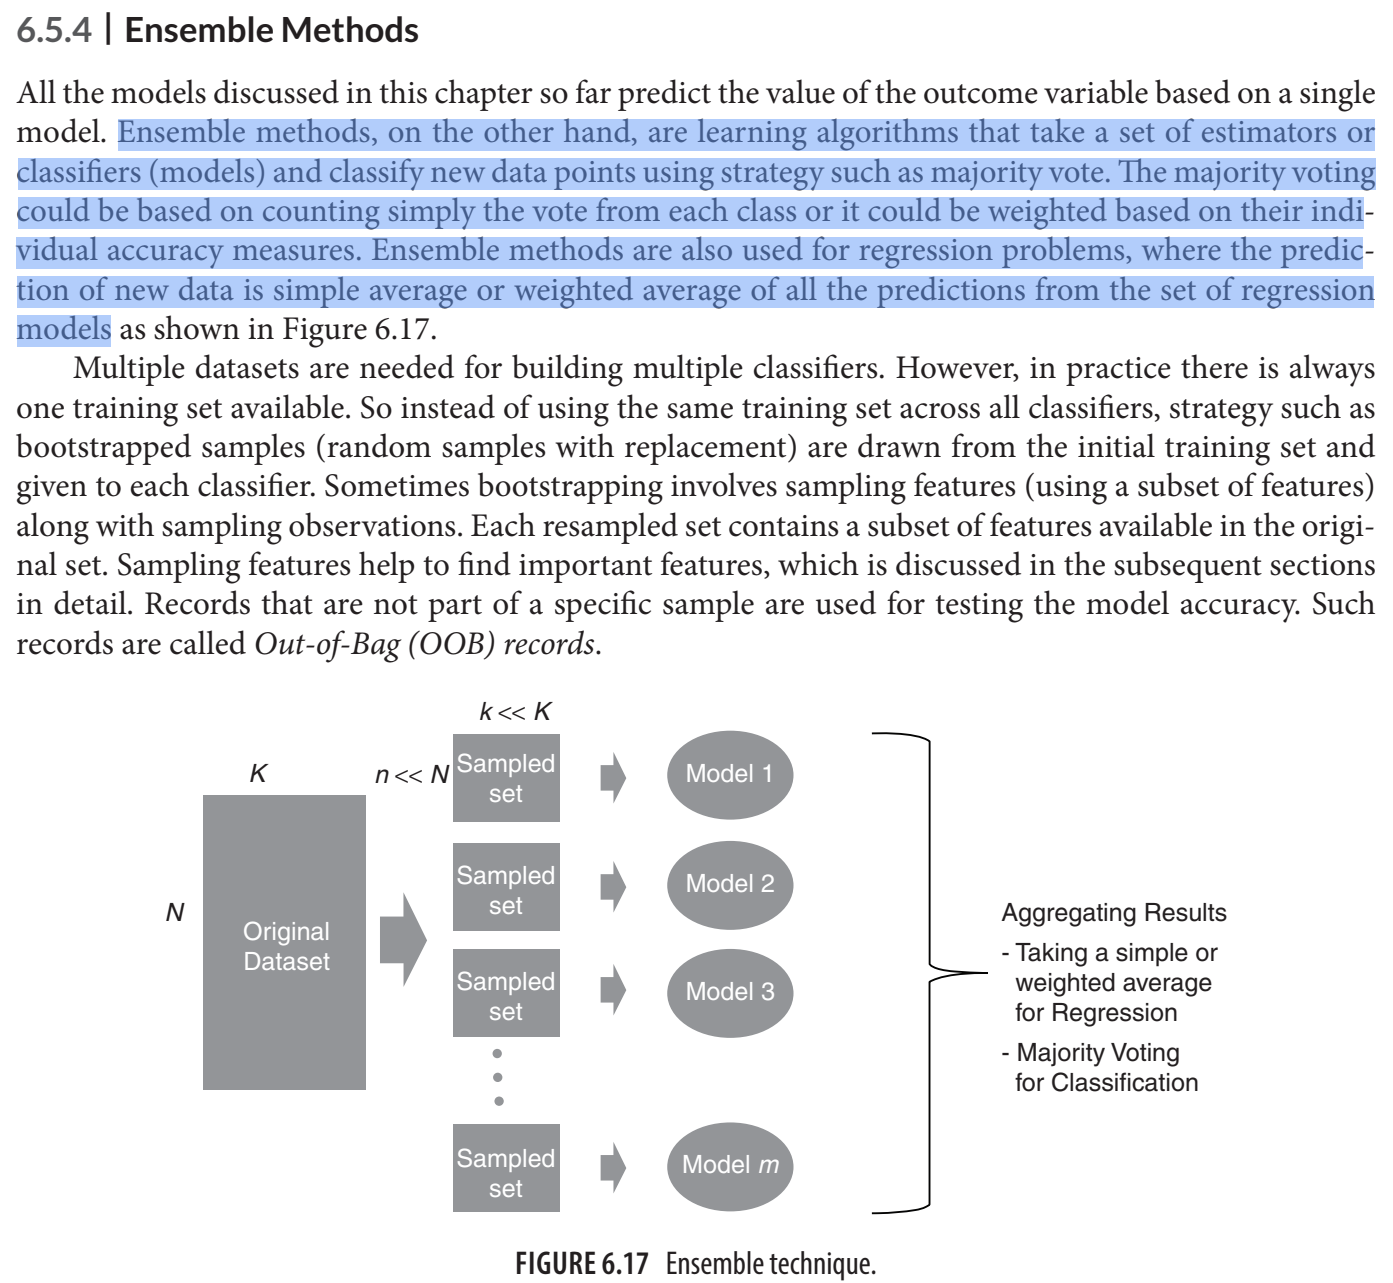 6.5.4 | Ensemble Methods
All the models discussed in this chapter so far predict the value of the outcome variable based on a single
model. Ensemble methods, on the other hand, are learning algorithms that take a set of estimators or
classifiers (models) and classify new data points using strategy such as majority vote. The majority voting
could be based on counting simply the vote from each class or it could be weighted based on their indi-
vidual accuracy measures. Ensemble methods are also used for regression problems, where the predic-
tion of new data is simple average or weighted average of all the predictions from the set of regression
models as shown in Figure 6.17.
Multiple datasets are needed for building multiple classifiers. However, in practice there is always
one training set available. So instead of using the same training set across all classifiers, strategy such as
bootstrapped samples (random samples with replacement) are drawn from the initial training set and
given to each classifier. Sometimes bootstrapping involves sampling features (using a subset of features)
along with sampling observations. Each resampled set contains a subset of features available in the origi-
nal set. Sampling features help to find important features, which is discussed in the subsequent sections
in detail. Records that are not part of a specific sample are used for testing the model accuracy. Such
records are called Out-of-Bag (OOB) records.
k << K
K
n << N
Sampled
set
Model 1
Sampled
set
Model 2
N
Original
Dataset
Sampled
set
Model 3
Aggregating Results
- Taking a simple or
weighted average
for Regression
- Majority Voting
for Classification
Sampled
set
Model m
FIGURE 6.17 Ensemble technique.